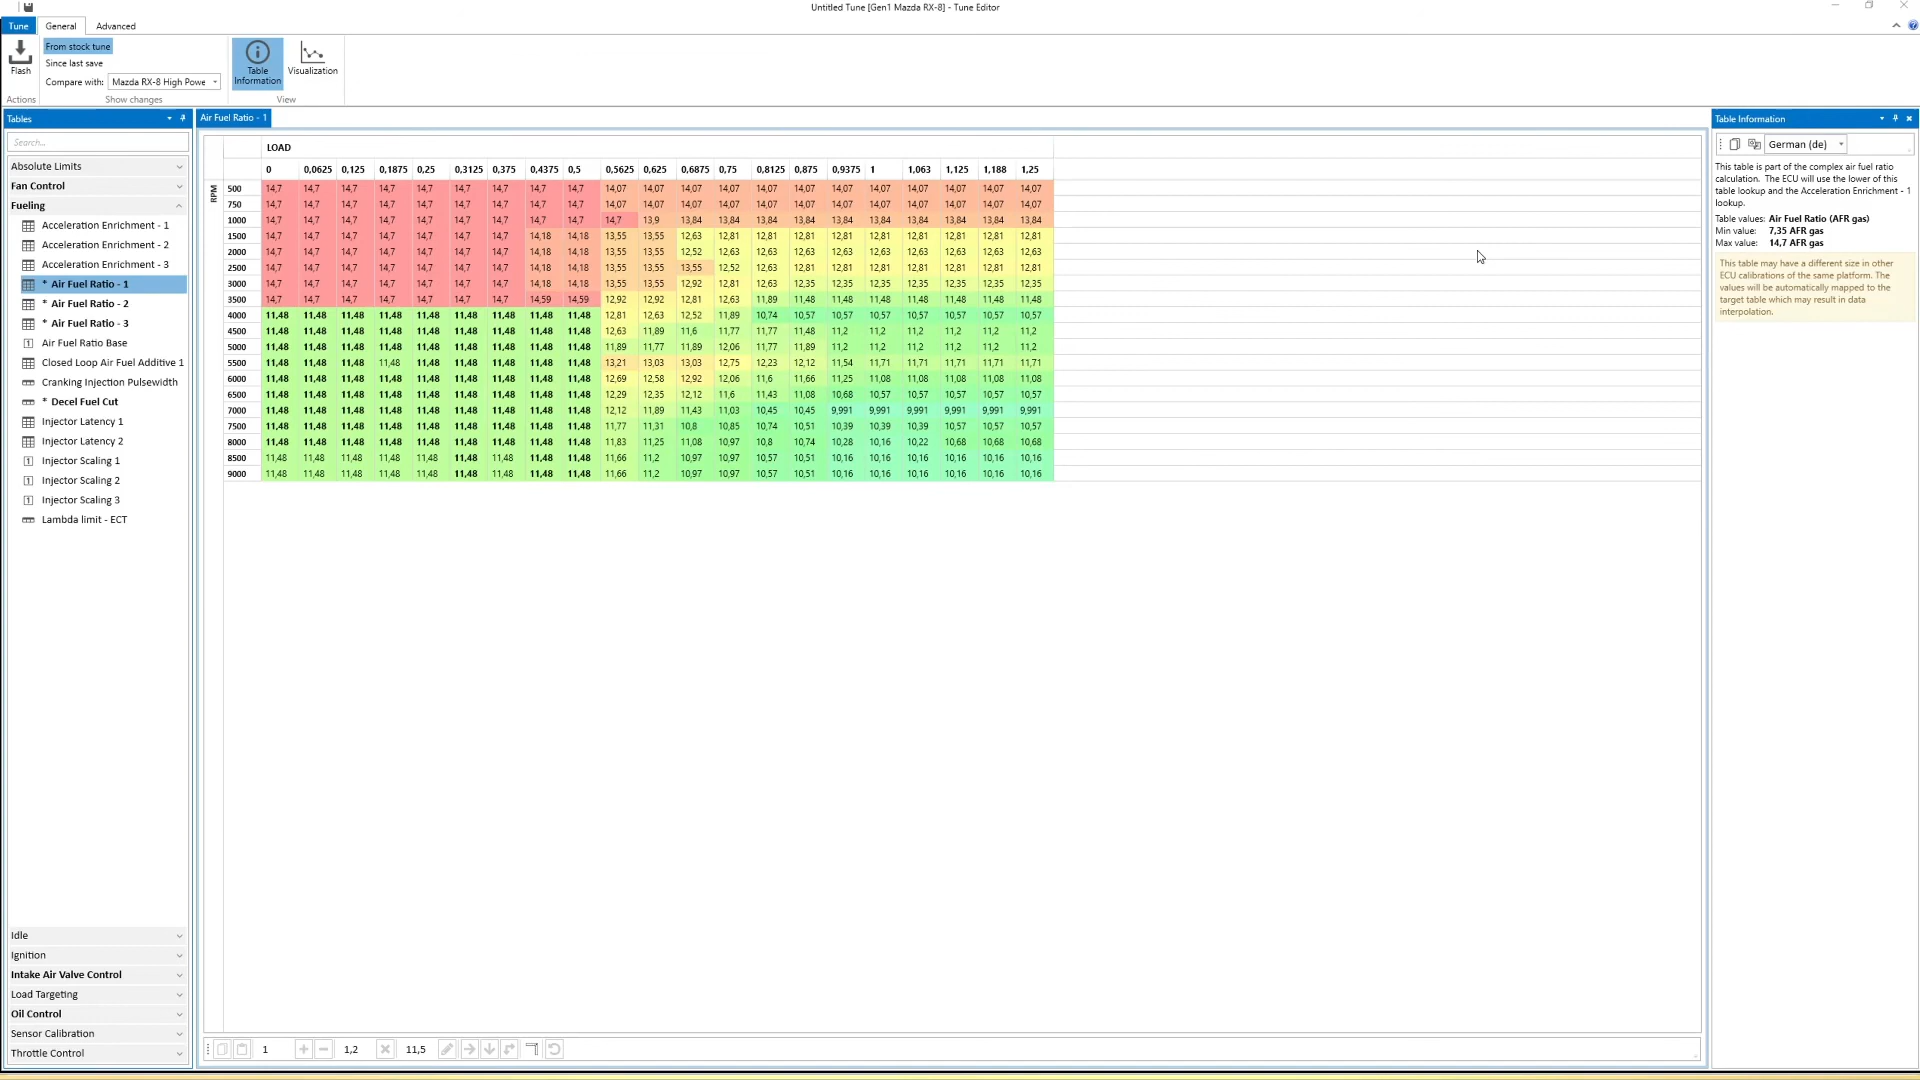 Untitled Tune [Gen1 Mazda RX-8] - Tune Editor
Tune General Advanced
Flash
From stock tune
Since last save
Compare with: Mazda RX-8 High Powe
Table Information
Visualization
Actions Show changes View
Tables
Search...
Absolute Limits
Fan Control
Fueling
Acceleration Enrichment - 1
Acceleration Enrichment - 2
Acceleration Enrichment - 3
* Air Fuel Ratio - 1
* Air Fuel Ratio - 2
* Air Fuel Ratio - 3
Air Fuel Ratio Base
Closed Loop Air Fuel Additive 1
Cranking Injection Pulsewidth
* Decel Fuel Cut
Injector Latency 1
Injector Latency 2
Injector Scaling 1
Injector Scaling 2
Injector Scaling 3
Lambda limit - ECT
Idle
Ignition
Intake Air Valve Control
Load Targeting
Oil Control
Sensor Calibration
Throttle Control
Air Fuel Ratio - 1
LOAD
0 0,0625 0,125 0,1875 0,25 0,3125 0,375 0,4375 0,5 0,5625 0,625 0,6875 0,75 0,8125 0,875 0,9375 1 1,063 1,125 1,188 1,25
RPM
500 14,7 14,7 14,7 14,7 14,7 14,7 14,7 14,7 14,7 14,07 14,07 14,07 14,07 14,07 14,07 14,07 14,07 14,07 14,07 14,07 14,07
750 14,7 14,7 14,7 14,7 14,7 14,7 14,7 14,7 14,7 14,07 14,07 14,07 14,07 14,07 14,07 14,07 14,07 14,07 14,07 14,07 14,07
1000 14,7 14,7 14,7 14,7 14,7 14,7 14,7 14,7 14,7 14,7 13,9 13,84 13,84 13,84 13,84 13,84 13,84 13,84 13,84 13,84 13,84
1500 14,7 14,7 14,7 14,7 14,7 14,7 14,7 14,18 14,18 13,55 13,55 12,63 12,81 12,81 12,81 12,81 12,81 12,81 12,81 12,81 12,81
2000 14,7 14,7 14,7 14,7 14,7 14,7 14,7 14,18 14,18 13,55 13,55 12,52 12,63 12,63 12,63 12,63 12,63 12,63 12,63 12,63 12,63
2500 14,7 14,7 14,7 14,7 14,7 14,7 14,7 14,18 14,18 13,55 13,55 13,55 12,52 12,63 12,81 12,81 12,81 12,81 12,81 12,81 12,81
3000 14,7 14,7 14,7 14,7 14,7 14,7 14,7 14,18 14,18 13,55 13,55 12,92 12,81 12,63 12,35 12,35 12,35 12,35 12,35 12,35 12,35
3500 14,7 14,7 14,7 14,7 14,7 14,7 14,7 14,59 14,59 12,92 12,92 12,81 12,63 11,89 11,48 11,48 11,48 11,48 11,48 11,48 11,48
4000 11,48 11,48 11,48 11,48 11,48 11,48 11,48 11,48 11,48 12,81 12,63 12,52 11,89 10,74 10,57 10,57 10,57 10,57 10,57 10,57 10,57
4500 11,48 11,48 11,48 11,48 11,48 11,48 11,48 11,48 11,48 12,63 11,89 11,6 11,77 11,77 11,48 11,2 11,2 11,2 11,2 11,2 11,2
5000 11,48 11,48 11,48 11,48 11,48 11,48 11,48 11,48 11,48 11,89 11,77 11,89 12,06 11,77 11,89 11,2 11,2 11,2 11,2 11,2 11,2
5500 11,48 11,48 11,48 11,48 11,48 11,48 11,48 11,48 11,48 13,21 13,03 13,03 12,75 12,23 12,12 11,54 11,71 11,71 11,71 11,71 11,71
6000 11,48 11,48 11,48 11,48 11,48 11,48 11,48 11,48 11,48 12,69 12,58 12,92 12,06 11,6 11,66 11,25 11,08 11,08 11,08 11,08 11,08
6500 11,48 11,48 11,48 11,48 11,48 11,48 11,48 11,48 11,48 12,29 12,35 12,12 11,6 11,43 11,08 10,68 10,57 10,57 10,57 10,57 10,57
7000 11,48 11,48 11,48 11,48 11,48 11,48 11,48 11,48 11,48 12,12 11,89 11,43 11,03 10,45 10,45 9,991 9,991 9,991 9,991 9,991 9,991
7500 11,48 11,48 11,48 11,48 11,48 11,48 11,48 11,48 11,48 11,77 11,31 10,8 10,85 10,74 10,51 10,39 10,39 10,39 10,57 10,57 10,57
8000 11,48 11,48 11,48 11,48 11,48 11,48 11,48 11,48 11,48 11,83 11,25 11,08 10,97 10,8 10,74 10,28 10,16 10,22 10,68 10,68 10,68
8500 11,48 11,48 11,48 11,48 11,48 11,48 11,48 11,48 11,48 11,66 11,2 10,97 10,97 10,57 10,51 10,16 10,16 10,16 10,16 10,16 10,16
9000 11,48 11,48 11,48 11,48 11,48 11,48 11,48 11,48 11,48 11,66 11,2 10,97 10,97 10,57 10,51 10,16 10,16 10,16 10,16 10,16 10,16
1 1,2 11,5
Table Information
German (de)
This table is part of the complex air fuel ratio
calculation. The ECU will use the lower of this
table lookup and the Acceleration Enrichment - 1
lookup.
Table values: Air Fuel Ratio (AFR gas)
Min value: 7,35 AFR gas
Max value: 14,7 AFR gas
This table may have a different size in other
ECU calibrations of the same platform. The
values will be automatically mapped to the
target table which may result in data
interpolation.